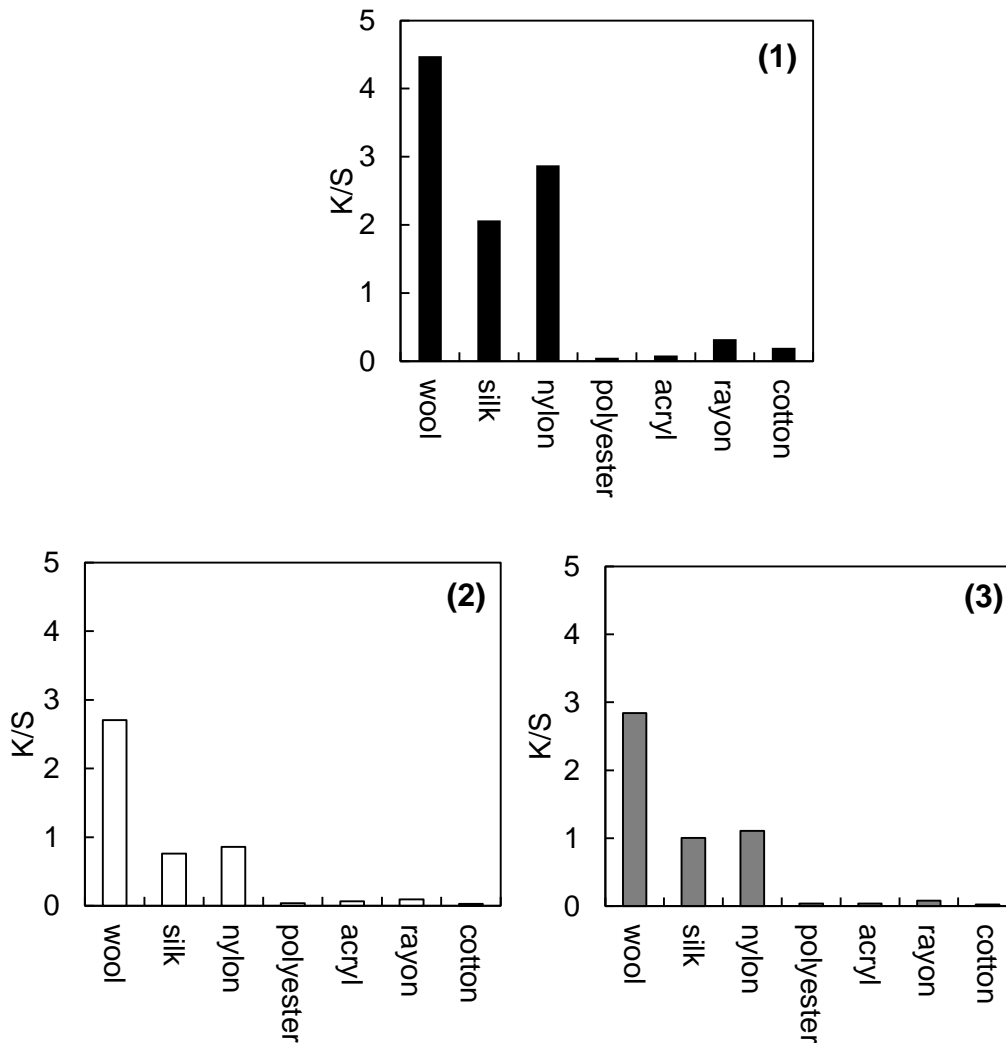 (1)
K/S
5
4
3
2
1
0
wool
silk
nylon
polyester
acryl
rayon
cotton
(2)
K/S
5
4
3
2
1
0
wool
silk
nylon
polyester
acryl
rayon
cotton
(3)
K/S
5
4
3
2
1
0
wool
silk
nylon
polyester
acryl
rayon
cotton